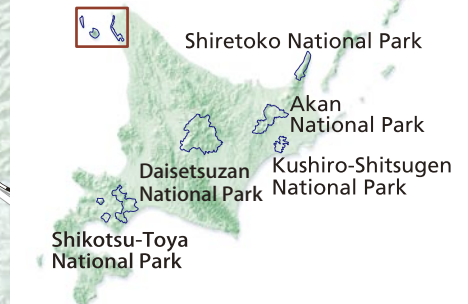 Shiretoko National Park
Akan
National Park
Kushiro-Shitsugen
National Park
Daisetsuzan
National Park
Shikotsu-Toya
National Park